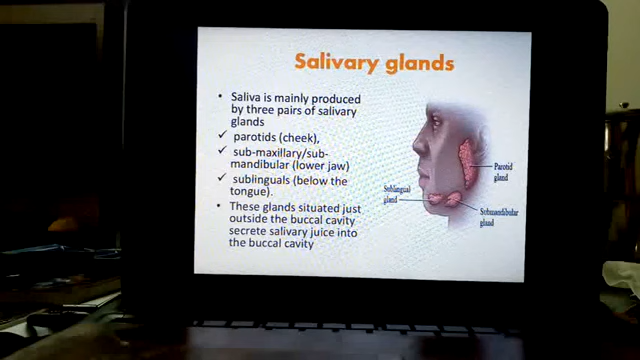 Salivary glands
• Saliva is mainly produced
by three pairs of salivary
glands
✓ parotids (cheek),
✓ sub-maxillary/sub-
mandibular (lower jaw)
✓ sublinguals (below the
tongue).
• These glands situated just
outside the buccal cavity
secrete salivary juice into
the buccal cavity
Parotid
gland
Sublingual
gland
Submandibular
gland